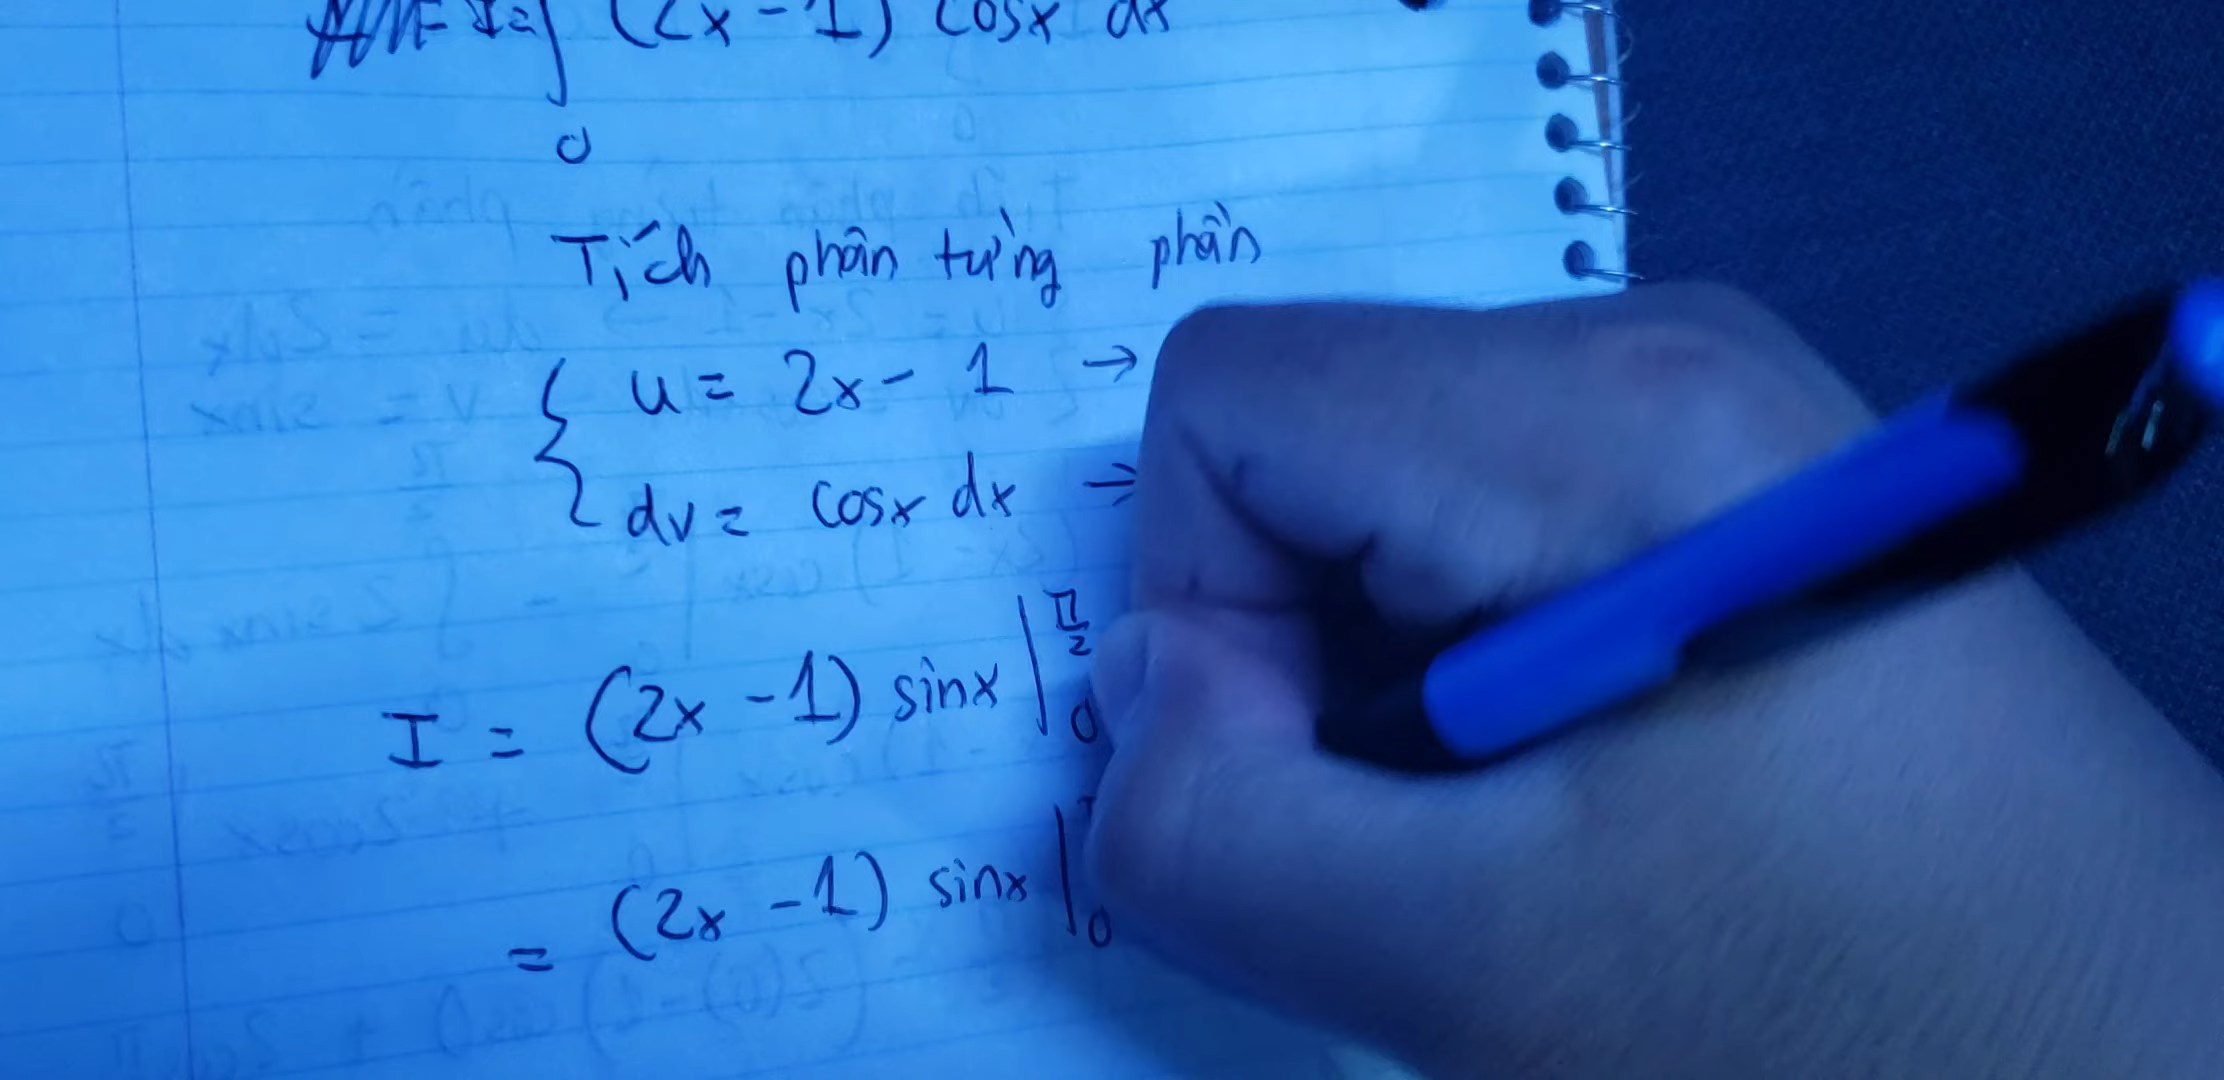 I = ∫ (2x - 1) cosx dx
0
Tích phân từng phần
{ u = 2x - 1 →
dv = cosx dx →
I = (2x - 1) sinx | π/2 0
= (2x - 1) sinx | 0